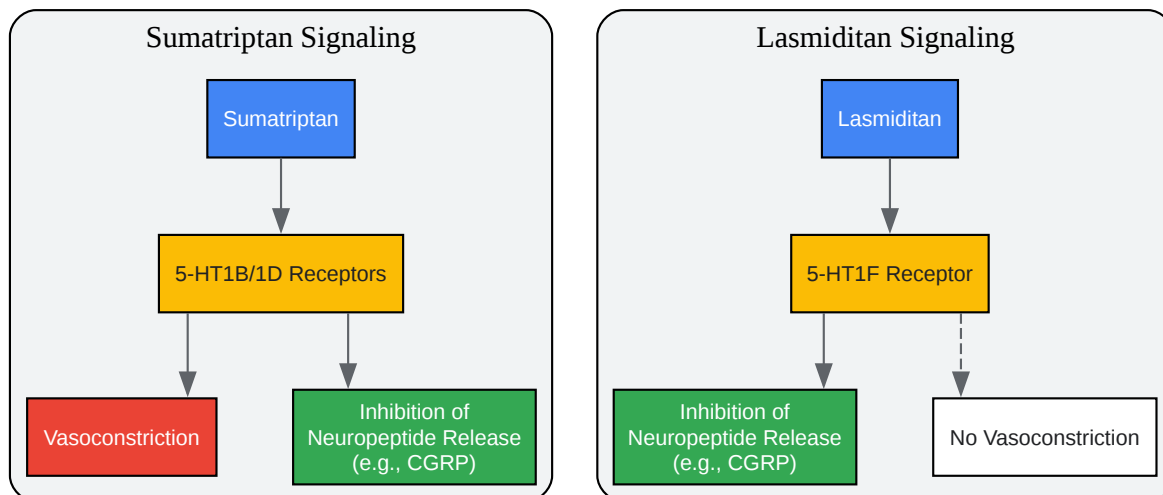 Sumatriptan Signaling
Sumatriptan
5-HT1B/1D Receptors
Vasoconstriction
Inhibition of
Neuropeptide Release
(e.g., CGRP)
Lasmiditan Signaling
Lasmiditan
5-HT1F Receptor
Inhibition of
Neuropeptide Release
(e.g., CGRP)
No Vasoconstriction